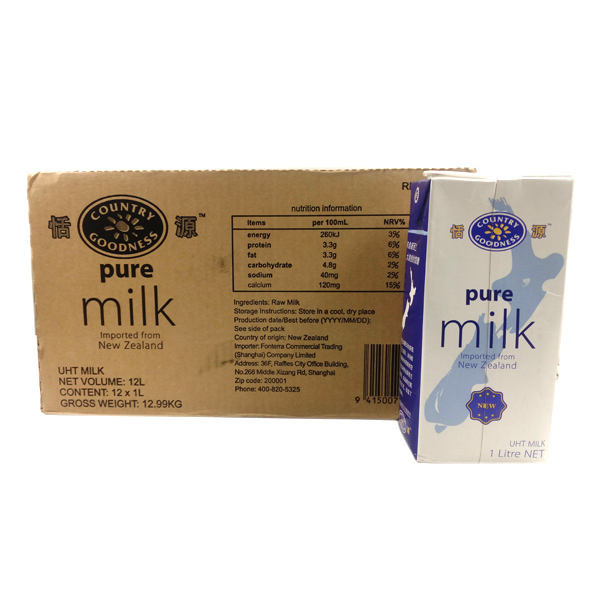 恬 COUNTRY GOODNESS 源 ™
pure
milk
Imported from
New Zealand
UHT MILK
NET VOLUME: 12L
CONTENT: 12 x 1L
GROSS WEIGHT: 12.99KG
nutrition information
Items per 100mL NRV%
energy 260kJ 3%
protein 3.3g 6%
fat 3.3g 6%
carbohydrate 4.8g 2%
sodium 40mg 2%
calcium 120mg 15%
Ingredients: Raw Milk
Storage Instructions: Store in a cool, dry place
Production date/Best before (YYYY/MM/DD):
See side of pack
Country of origin: New Zealand
Importer: Fonterra Commercial Trading
(Shanghai) Company Limited
Address: 36F, Raffles City Office Building,
No.268 Middle Xizang Rd, Shanghai
Zip code: 200001
Phone: 400-820-5325
9 415007
恬 COUNTRY GOODNESS 源 ™
pure
milk
Imported from
New Zealand
NEW
UHT MILK
1 Litre NET